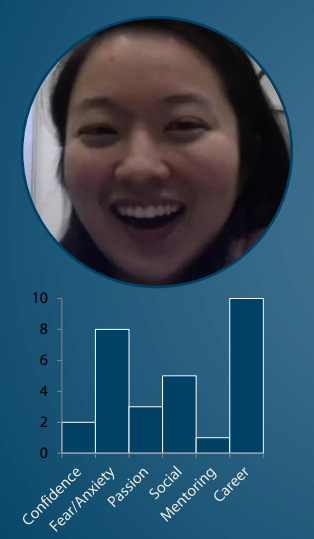 10
8
6
4
2
0
Confidence
Fear/Anxiety
Passion
Social
Mentoring
Career